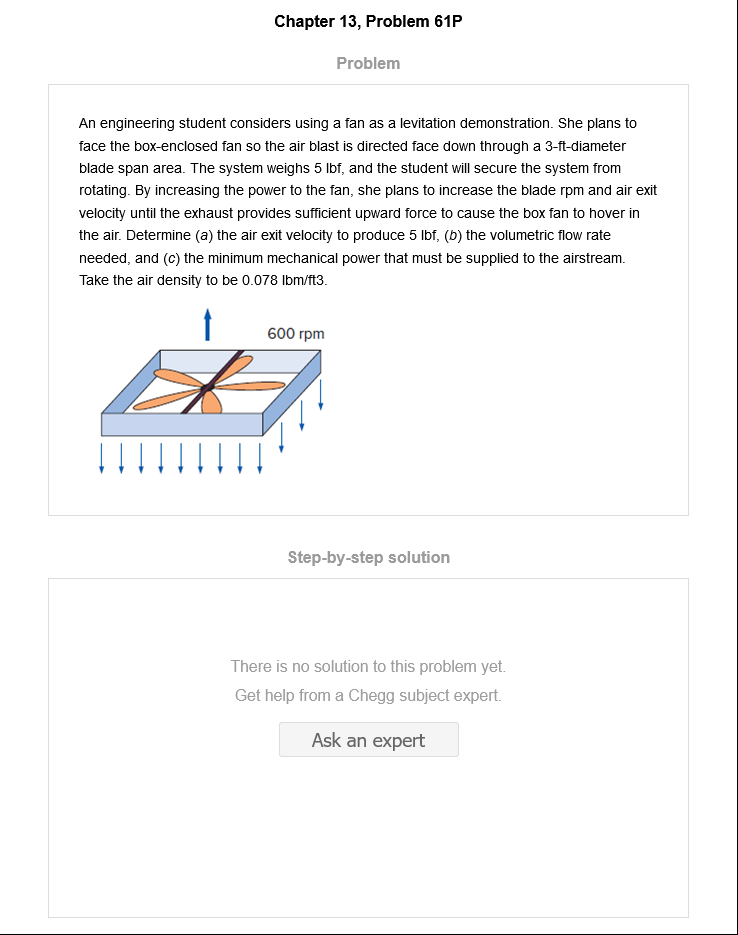 Chapter 13, Problem 61P
Problem
An engineering student considers using a fan as a levitation demonstration. She plans to
face the box-enclosed fan so the air blast is directed face down through a 3-ft-diameter
blade span area. The system weighs 5 lbf, and the student will secure the system from
rotating. By increasing the power to the fan, she plans to increase the blade rpm and air exit
velocity until the exhaust provides sufficient upward force to cause the box fan to hover in
the air. Determine (a) the air exit velocity to produce 5 lbf, (b) the volumetric flow rate
needed, and (c) the minimum mechanical power that must be supplied to the airstream.
Take the air density to be 0.078 lbm/ft3.
600 rpm
Step-by-step solution
There is no solution to this problem yet.
Get help from a Chegg subject expert.
Ask an expert